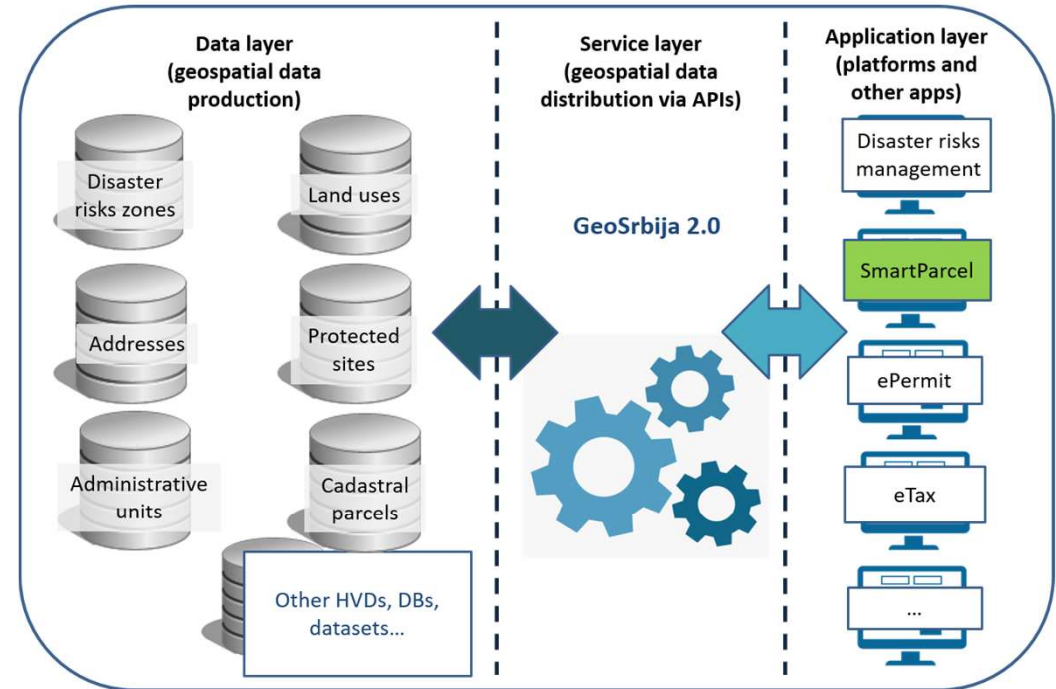 Data layer
(geospatial data
production)
Service layer
(geospatial data
distribution via APIs)
Application layer
(platforms and
other apps)
Disaster
risks zones
Land uses
Addresses
Protected
sites
Administrative
units
Cadastral
parcels
Other HVDs, DBs,
datasets...
GeoSrbija 2.0
Disaster risks
management
SmartParcel
ePermit
eTax
...